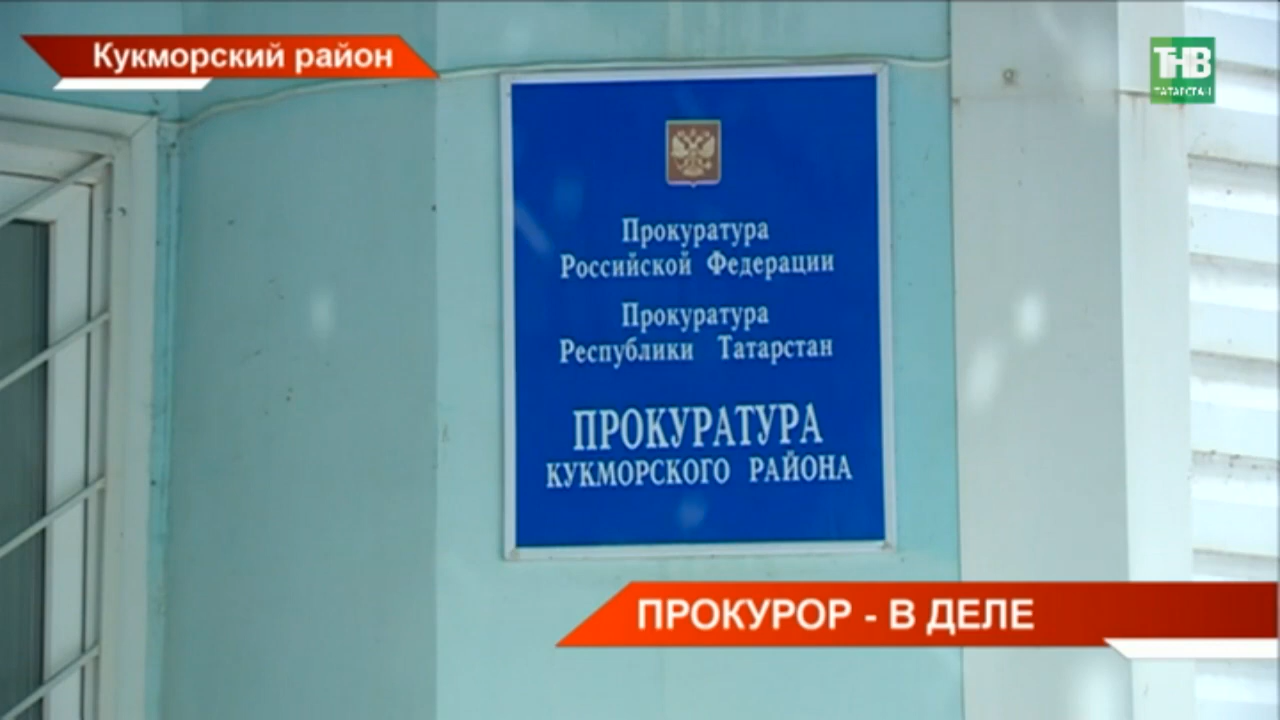 Кукморский район
ТНВ
ТАТАРСТАН
Прокуратура
Российской Федерации
Прокуратура
Республики Татарстан
ПРОКУРАТУРА
КУКМОРСКОГО РАЙОНА
ПРОКУРОР - В ДЕЛЕ